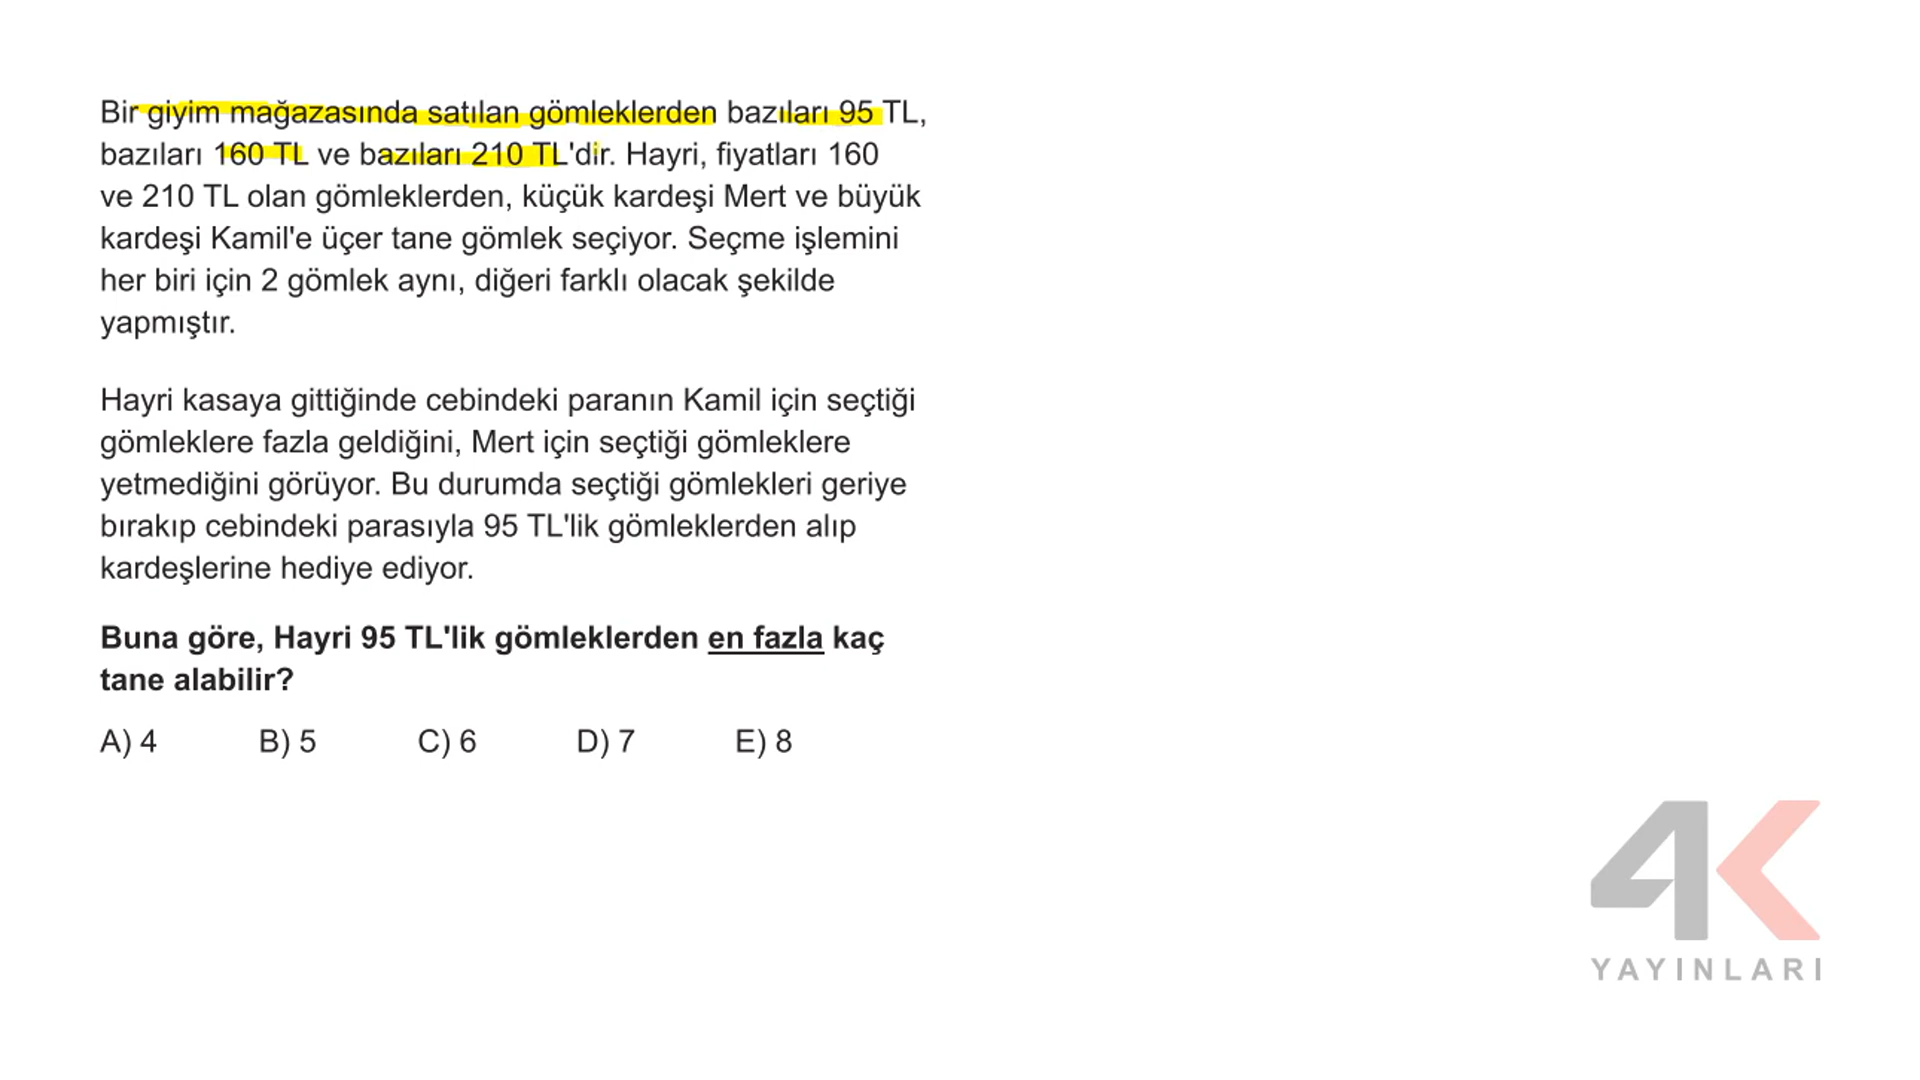 Bir giyim mağazasında satılan gömleklerden bazıları 95 TL,
bazıları 160 TL ve bazıları 210 TL'dir. Hayri, fiyatları 160
ve 210 TL olan gömleklerden, küçük kardeşi Mert ve büyük
kardeşi Kamil'e üçer tane gömlek seçiyor. Seçme işlemini
her biri için 2 gömlek aynı, diğeri farklı olacak şekilde
yapmıştır.
Hayri kasaya gittiğinde cebindeki paranın Kamil için seçtiği
gömleklere fazla geldiğini, Mert için seçtiği gömleklere
yetmediğini görüyor. Bu durumda seçtiği gömlekleri geriye
bırakıp cebindeki parasıyla 95 TL'lik gömleklerden alıp
kardeşlerine hediye ediyor.
Buna göre, Hayri 95 TL'lik gömleklerden en fazla kaç
tane alabilir?
A) 4 B) 5 C) 6 D) 7 E) 8
4K
YAYINLARI